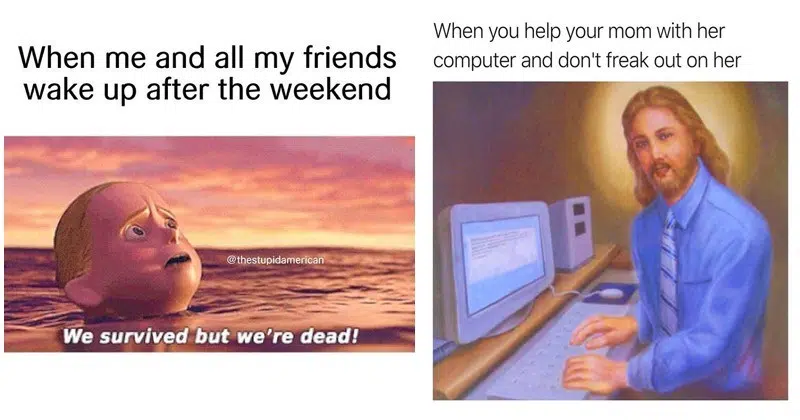 When me and all my friends
wake up after the weekend
@thestupidamerican
We survived but we're dead!
When you help your mom with her
computer and don't freak out on her